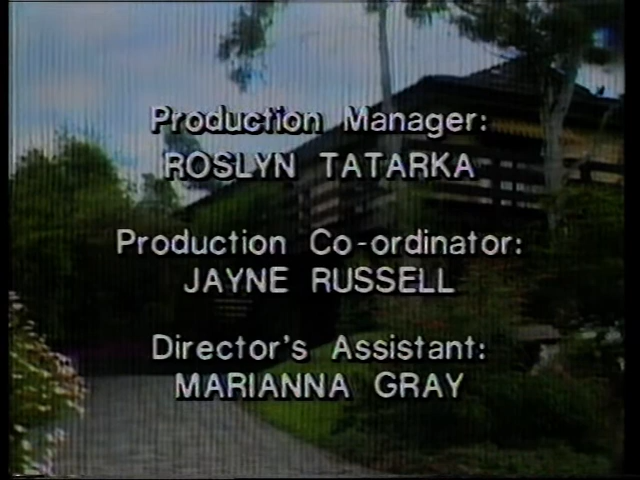 Production Manager:
ROSLYN TATARKA
Production Co-ordinator:
JAYNE RUSSELL
Director's Assistant:
MARIANNA GRAY